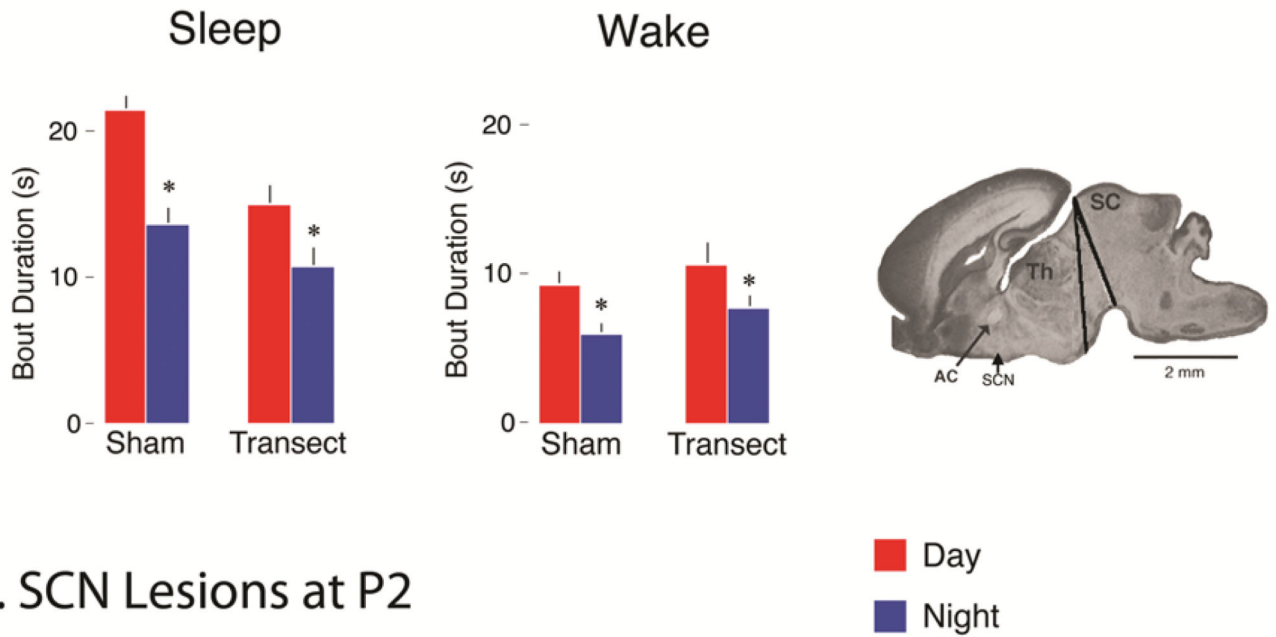 Sleep
Wake
20
10
0
Bout Duration (s)
*
*
Sham
Transect
20
10
0
Bout Duration (s)
*
*
Sham
Transect
SC
Th
AC
SCN
2 mm
Day
Night
. SCN Lesions at P2